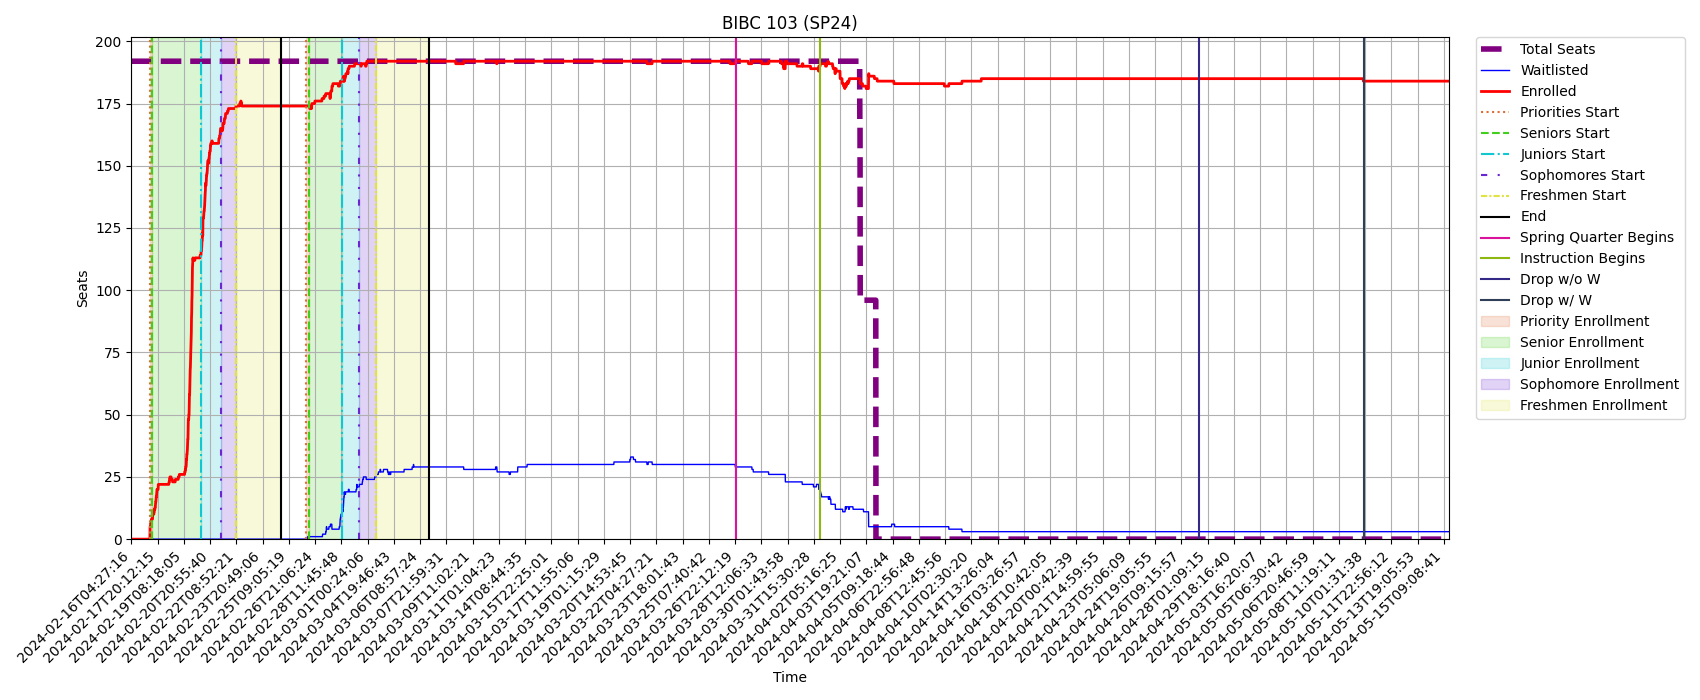 BIBC 103 (SP24)
Seats
200
175
150
125
100
75
50
25
0
Total Seats
Waitlisted
Enrolled
Priorities Start
Seniors Start
Juniors Start
Sophomores Start
Freshmen Start
End
Spring Quarter Begins
Instruction Begins
Drop w/o W
Drop w/ W
Priority Enrollment
Senior Enrollment
Junior Enrollment
Sophomore Enrollment
Freshmen Enrollment
2024-02-16T04:27:16
2024-02-17T20:12:15
2024-02-19T08:18:05
2024-02-20T20:55:40
2024-02-22T08:52:21
2024-02-23T20:49:06
2024-02-25T09:05:19
2024-02-26T21:06:24
2024-02-28T11:45:48
2024-03-01T00:24:06
2024-03-04T19:46:43
2024-03-06T08:57:24
2024-03-07T21:59:31
2024-03-11T01:02:21
2024-03-13T01:04:23
2024-03-14T08:44:35
2024-03-15T22:25:01
2024-03-17T11:55:06
2024-03-19T01:15:29
2024-03-20T14:53:45
2024-03-22T04:27:21
2024-03-23T18:01:43
2024-03-25T07:40:42
2024-03-26T22:12:19
2024-03-28T12:06:33
2024-03-30T01:43:58
2024-03-31T15:30:28
2024-04-02T05:16:25
2024-04-03T19:21:07
2024-04-05T09:18:44
2024-04-06T22:56:48
2024-04-08T12:45:56
2024-04-10T02:30:20
2024-04-14T13:26:04
2024-04-16T03:26:57
2024-04-18T10:42:05
2024-04-20T00:42:39
2024-04-21T14:59:55
2024-04-23T05:06:09
2024-04-24T19:05:55
2024-04-26T09:15:57
2024-04-28T01:09:15
2024-04-29T18:16:40
2024-05-03T16:20:07
2024-05-05T06:30:42
2024-05-06T20:46:59
2024-05-08T11:19:11
2024-05-10T01:31:38
2024-05-11T22:56:12
2024-05-13T19:05:53
2024-05-15T09:08:41
Time